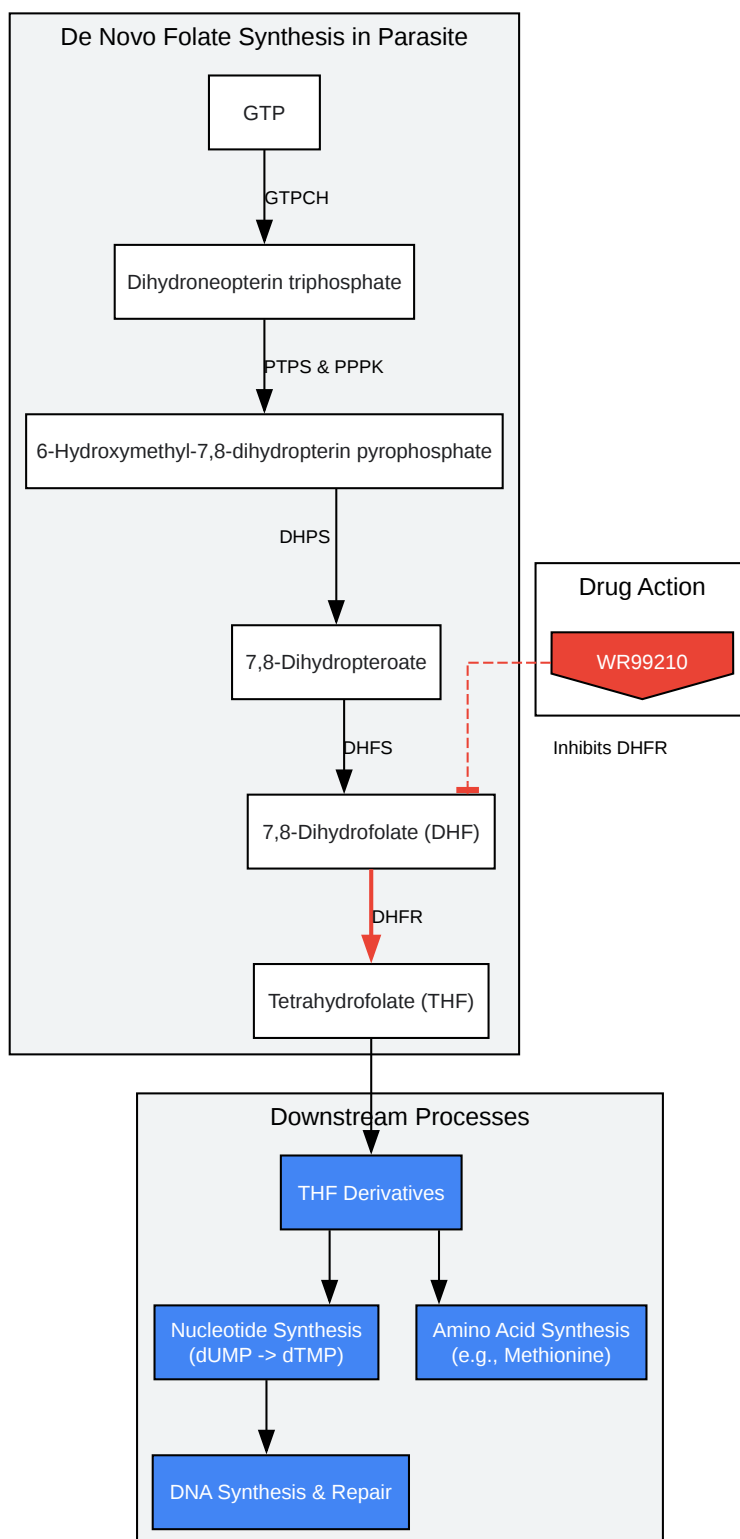 De Novo Folate Synthesis in Parasite
GTP
GTPCH
Dihydroneopterin triphosphate
PTPS & PPPK
6-Hydroxymethyl-7,8-dihydropterin pyrophosphate
DHPS
Drug Action
WR99210
7,8-Dihydropteroate
DHFS
Inhibits DHFR
7,8-Dihydrofolate (DHF)
DHFR
Tetrahydrofolate (THF)
Downstream Processes
THF Derivatives
Nucleotide Synthesis
(dUMP -> dTMP)
Amino Acid Synthesis
(e.g., Methionine)
DNA Synthesis & Repair